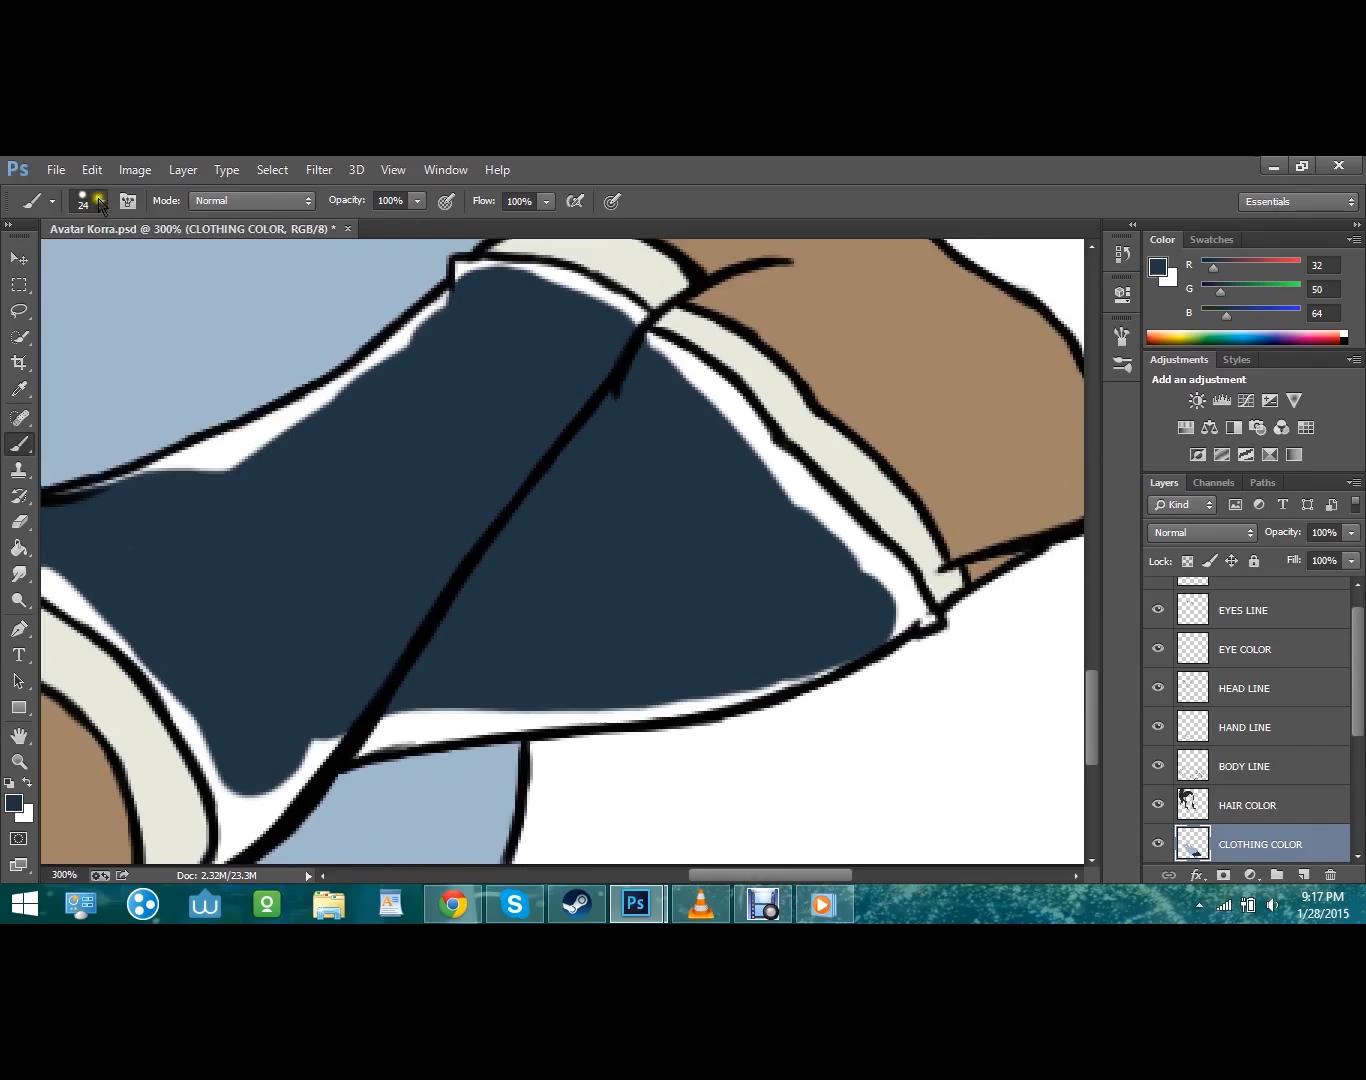 Ps File Edit Image Layer Type Select Filter 3D View Window Help
24 Mode: Normal Opacity: 100% Flow: 100% Essentials
Avatar Korra.psd @ 300% (CLOTHING COLOR, RGB/8) * ×
Color Swatches
R 32
G 50
B 64
Adjustments Styles
Add an adjustment
Layers Channels Paths
Kind T
Normal Opacity: 100%
Lock: Fill: 100%
EYES LINE
EYE COLOR
HEAD LINE
HAND LINE
BODY LINE
HAIR COLOR
CLOTHING COLOR
T
300% Doc: 2.32M/23.3M
fx
Ps
9:17 PM
1/28/2015